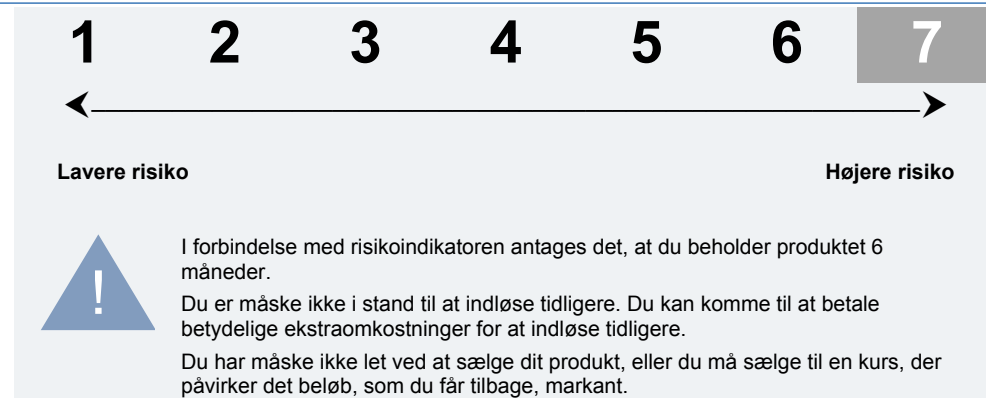 1 2 3 4 5 6 7
Lavere risiko Højere risiko
!
I forbindelse med risikoindikatoren antages det, at du beholder produktet 6
måneder.
Du er måske ikke i stand til at indløse tidligere. Du kan komme til at betale
betydelige ekstraomkostninger for at indløse tidligere.
Du har måske ikke let ved at sælge dit produkt, eller du må sælge til en kurs, der
påvirker det beløb, som du får tilbage, markant.